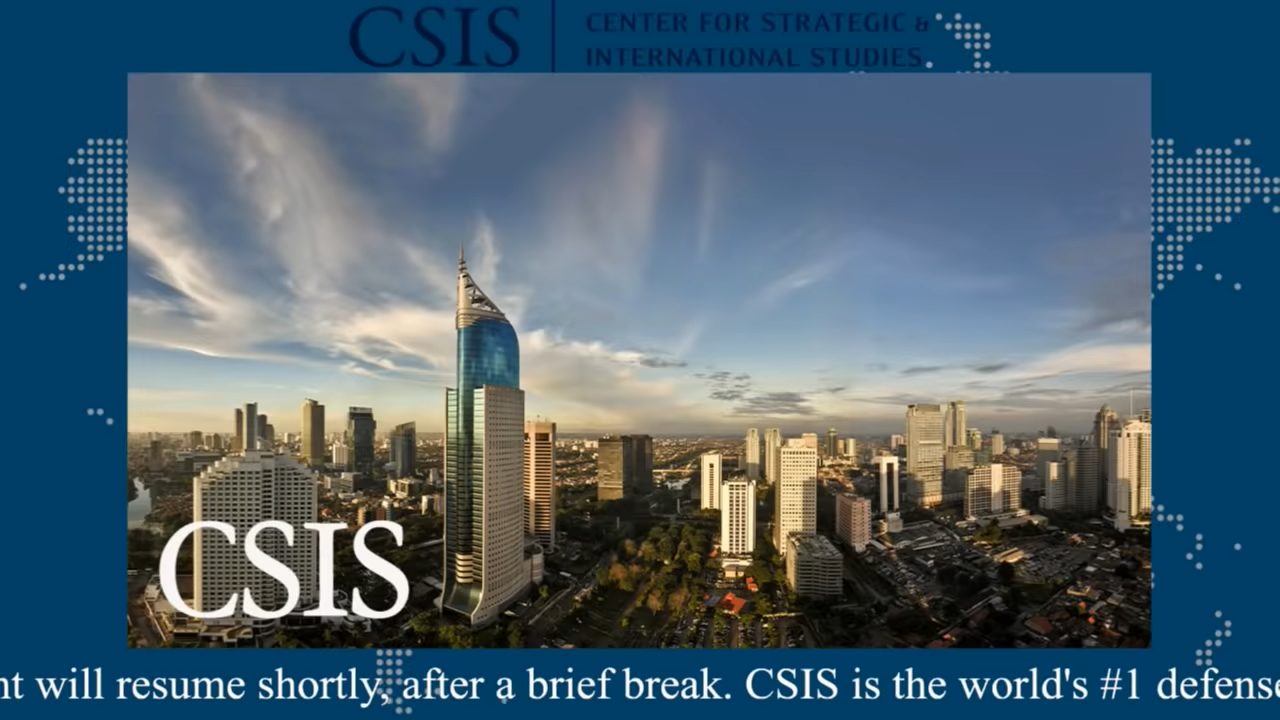 CSIS
CENTER FOR STRATEGIC &
INTERNATIONAL STUDIES
CSIS
will resume shortly, after a brief break. CSIS is the world's #1 defense